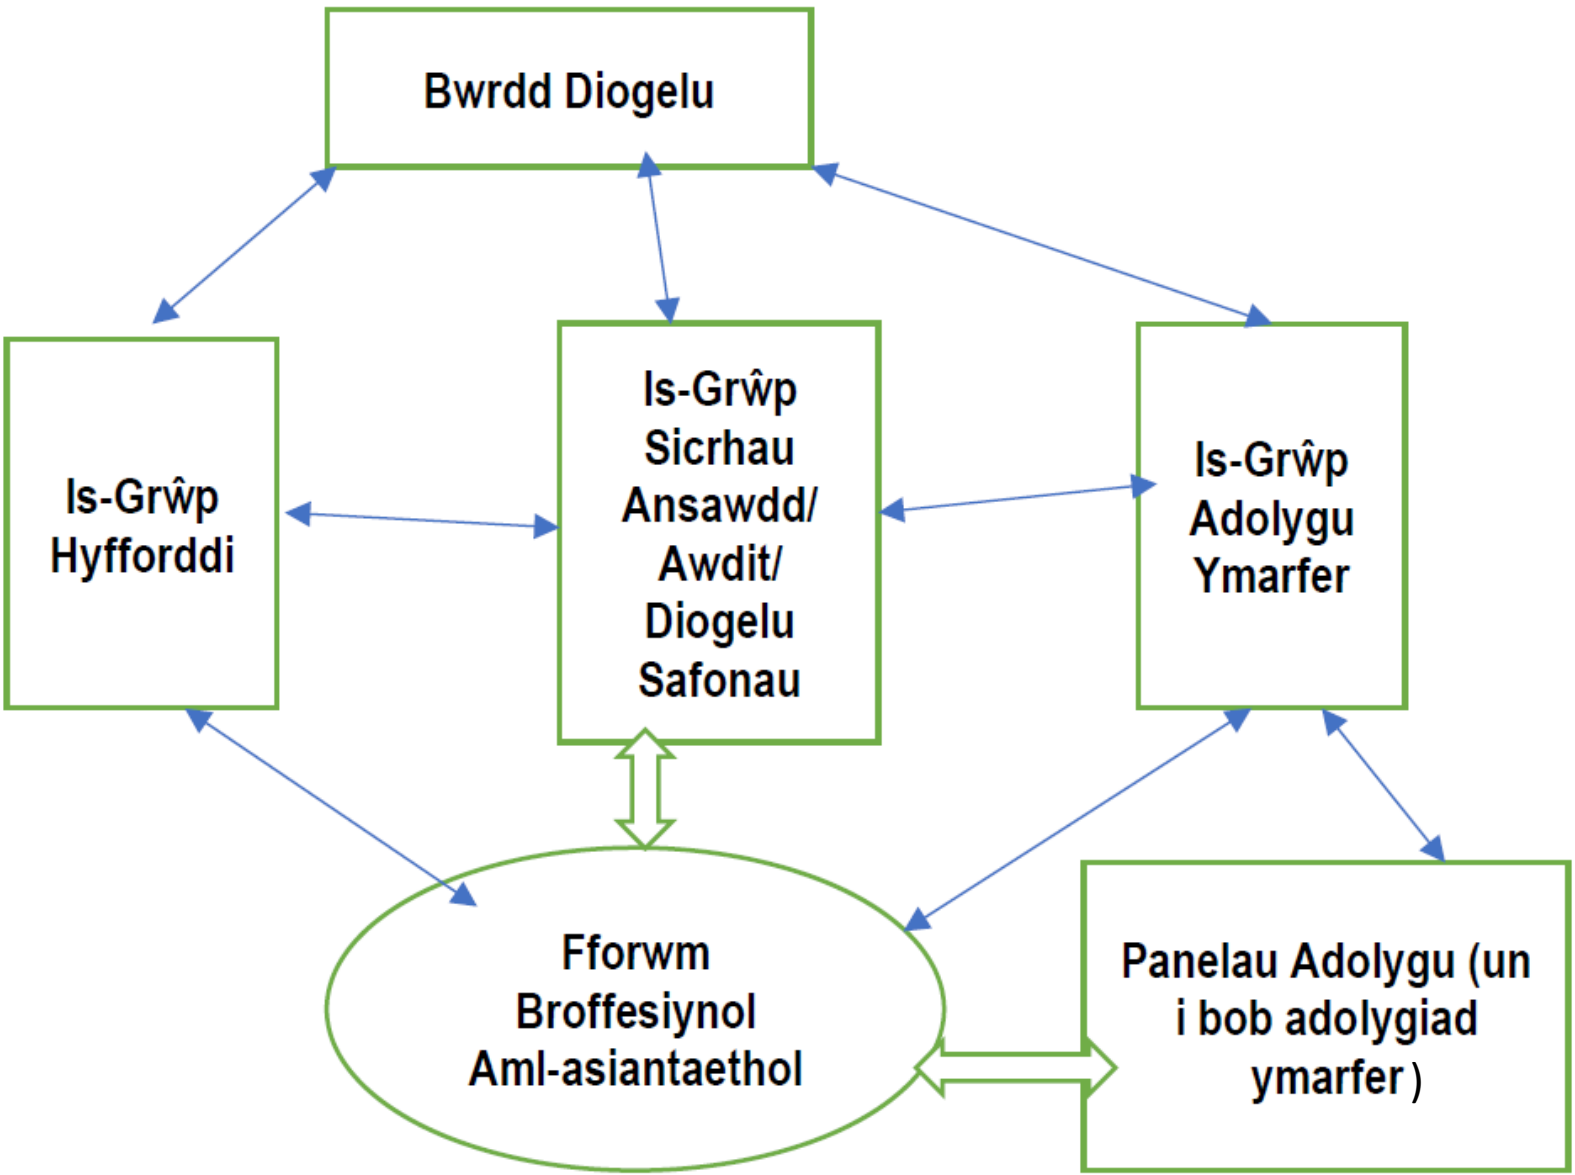 Bwrdd Diogelu
Is-Grŵp
Hyfforddi
Is-Grŵp
Sicrhau
Ansawdd/
Awdit/
Diogelu
Safonau
Is-Grŵp
Adolygu
Ymarfer
Fforwm
Broffesiynol
Aml-asiantaethol
Panelau Adolygu (un
i bob adolygiad
ymarfer)